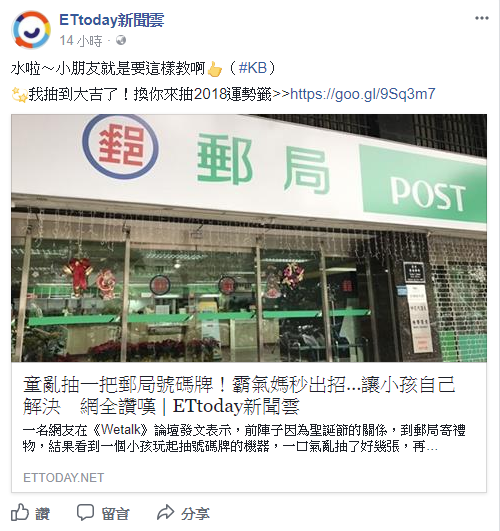 ETtoday新聞雲
14 小時 ·
水啦～小朋友就是要這樣教啊👍（#KB）
💫我抽到大吉了！換你來抽2018運勢籤>>https://goo.gl/9Sq3m7
郵 郵局 POST
童亂抽一把郵局號碼牌！霸氣媽秒出招...讓小孩自己
解決　網全讚嘆 | ETtoday新聞雲
一名網友在《Wetalk》論壇發文表示，前陣子因為聖誕節的關係，到郵局寄禮
物，結果看到一個小孩玩起抽號碼牌的機器，一口氣亂抽了好幾張，再...
ETTODAY.NET
讚 留言 分享